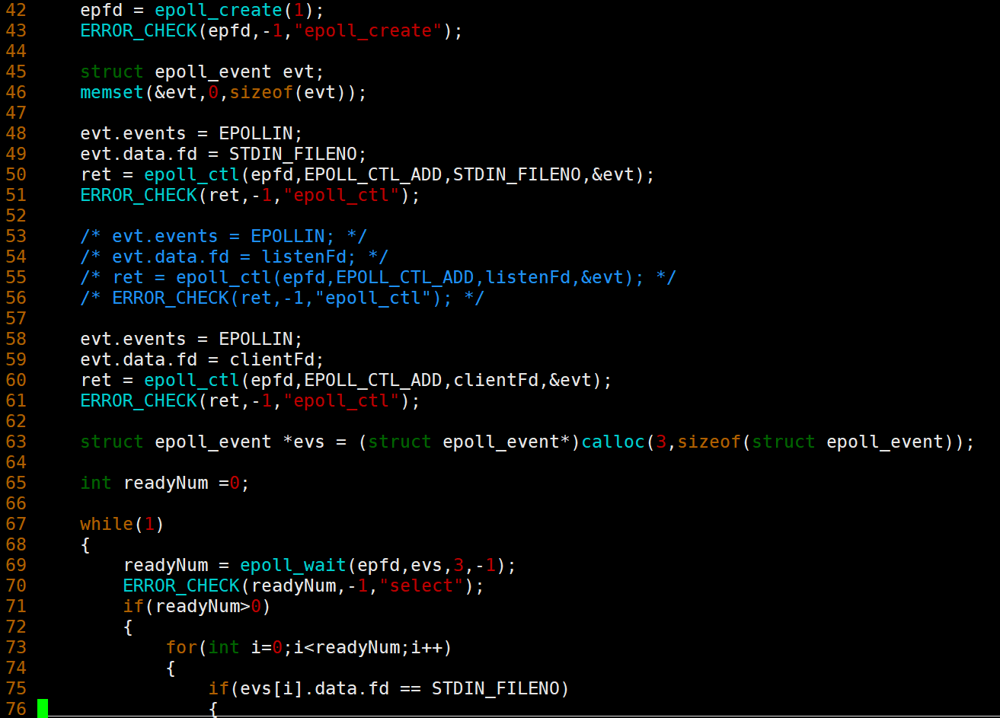 42     epfd = epoll_create(1);
43     ERROR_CHECK(epfd,-1,"epoll_create");
44
45     struct epoll_event evt;
46     memset(&evt,0,sizeof(evt));
47
48     evt.events = EPOLLIN;
49     evt.data.fd = STDIN_FILENO;
50     ret = epoll_ctl(epfd,EPOLL_CTL_ADD,STDIN_FILENO,&evt);
51     ERROR_CHECK(ret,-1,"epoll_ctl");
52
53     /* evt.events = EPOLLIN; */
54     /* evt.data.fd = listenFd; */
55     /* ret = epoll_ctl(epfd,EPOLL_CTL_ADD,listenFd,&evt); */
56     /* ERROR_CHECK(ret,-1,"epoll_ctl"); */
57
58     evt.events = EPOLLIN;
59     evt.data.fd = clientFd;
60     ret = epoll_ctl(epfd,EPOLL_CTL_ADD,clientFd,&evt);
61     ERROR_CHECK(ret,-1,"epoll_ctl");
62
63     struct epoll_event *evs = (struct epoll_event*)calloc(3,sizeof(struct epoll_event));
64
65     int readyNum =0;
66
67     while(1)
68     {
69         readyNum = epoll_wait(epfd,evs,3,-1);
70         ERROR_CHECK(readyNum,-1,"select");
71         if(readyNum>0)
72         {
73             for(int i=0;i<readyNum;i++)
74             {
75                 if(evs[i].data.fd == STDIN_FILENO)
76                 {